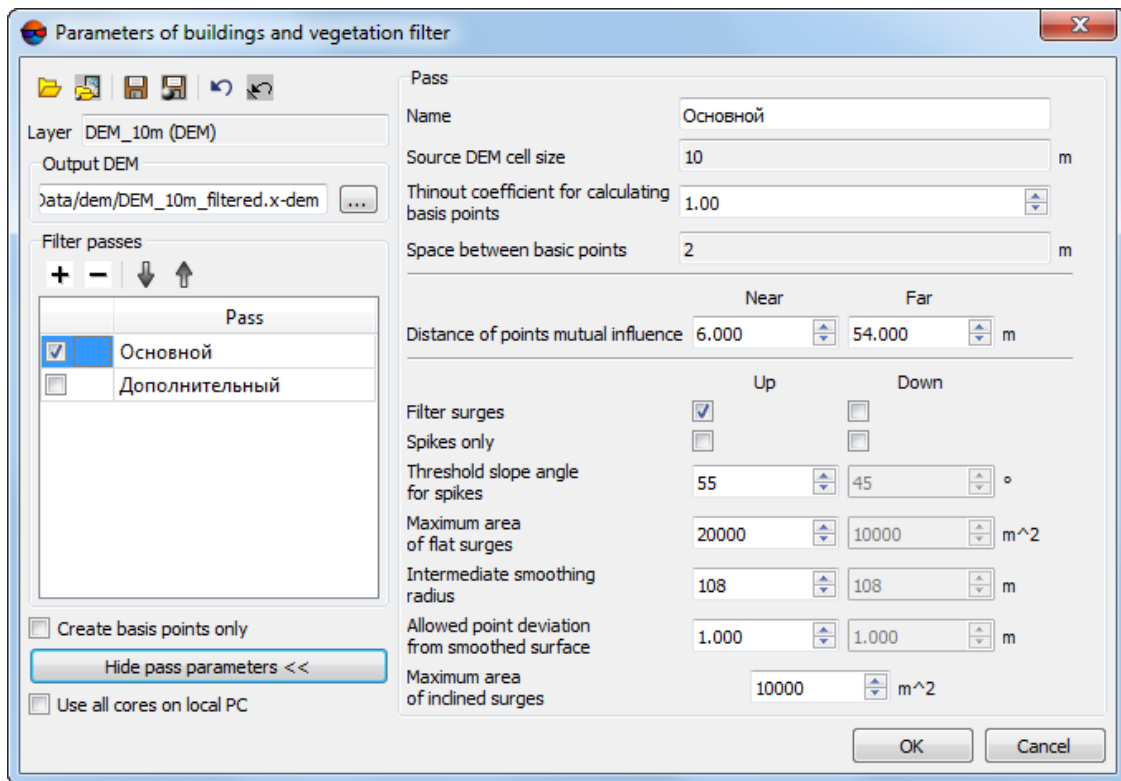 Parameters of buildings and vegetation filter
Layer DEM_10m (DEM)
Output DEM
Data/dem/DEM_10m_filtered.x-dem ...
Filter passes
Pass
Основной
Дополнительный
Create basis points only
Hide pass parameters <<
Use all cores on local PC
Pass
Name Основной
Source DEM cell size 10 m
Thinout coefficient for calculating
basis points 1.00
Space between basic points 2 m
Near Far
Distance of points mutual influence 6.000 54.000 m
Up Down
Filter surges
Spikes only
Threshold slope angle
for spikes 55 45 °
Maximum area
of flat surges 20000 10000 m^2
Intermediate smoothing
radius 108 108 m
Allowed point deviation
from smoothed surface 1.000 1.000 m
Maximum area
of inclined surges 10000 m^2
OK Cancel